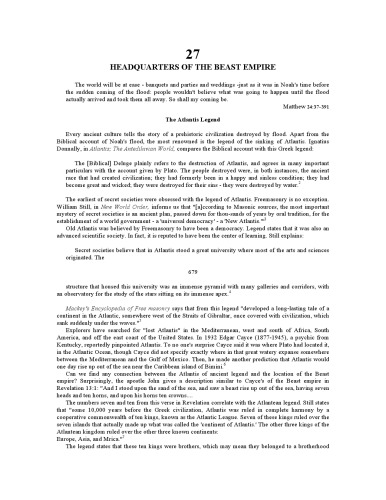 27
HEADQUARTERS OF THE BEAST EMPIRE
The world will be at ease - banquets and parties and weddings -just as it was in Noah's time before
the sudden coming of the flood: people wouldn't believe what was going to happen until the flood
actually arrived and took them all away. So shall my coming be.
Matthew 24:37-391
The Atlantis Legend
Every ancient culture tells the story of a prehistoric civilization destroyed by flood. Apart from the
Biblical account of Noah's flood, the most renowned is the legend of the sinking of Atlantis. Ignatius
Donnally, in Atlantis: The Antediluvian World, compares the Biblical account with this Greek legend:
The [Biblical] Deluge plainly refers to the destruction of Atlantis, and agrees in many important
particulars with the account given by Plato. The people destroyed were, in both instances, the ancient
race that had created civilization; they had formerly been in a happy and sinless condition; they had
become great and wicked; they were destroyed for their sins - they were destroyed by water.2
The earliest of secret societies were obsessed with the legend of Atlantis. Freemasonry is no exception.
William Still, in New World Order, informs us that "[a]ccording to Masonic sources, the most important
mystery of secret societies is an ancient plan, passed down for thou-sands of years by oral tradition, for the
establishment of a world government - a 'universal democracy' - a 'New Atlantis.'"3
Old Atlantis was believed by Freemasonry to have been a democracy. Legend states that it was also an
advanced scientific society. In fact, it is reputed to have been the center of learning. Still explains:
Secret societies believe that in Atlantis stood a great university where most of the arts and sciences
originated. The
679
structure that housed this university was an immense pyramid with many galleries and corridors, with
an observatory for the study of the stars sitting on its immense apex.4
Mackey's Encyclopedia of Free masonry says that from this legend "developed a long-lasting tale of a
continent in the Atlantic, somewhere west of the Straits of Gibraltar, once covered with civilization, which
sank suddenly under the waves."
Explorers have searched for "lost Atlantis" in the Mediterranean, west and south of Africa, South
America, and off the east coast of the United States. In 1932 Edgar Cayce (1877-1945), a psychic from
Kentucky, reportedly pinpointed Atlantis. To no one's surprise Cayce said it was where Plato had located it,
in the Atlantic Ocean, though Cayce did not specify exactly where in that great watery expanse somewhere
between the Mediterranean and the Gulf of Mexico. Then, he made another prediction that Atlantis would
one day rise up out of the sea near the Caribbean island of Bimini.5
Can we find any connection between the Atlantis of ancient legend and the location of the Beast
empire? Surprisingly, the apostle John gives a description similar to Cayce's of the Beast empire in
Revelation 13:1: "And I stood upon the sand of the sea, and saw a beast rise up out of the sea, having seven
heads and ten horns, and upon his horns ten crowns....
The numbers seven and ten from this verse in Revelation correlate with the Atlantean legend. Still states
that "some 10,000 years before the Greek civilization, Atlantis was ruled in complete harmony by a
cooperative commonwealth of ten kings, known as the Atlantic League. Seven of these kings ruled over the
seven islands that actually made up what was called the 'continent of Atlantis.' The other three kings of the
Atlantean kingdom ruled over the other three known continents:
Europe, Asia, and Africa."
The legend states that these ten kings were brothers, which may mean they belonged to a brotherhood